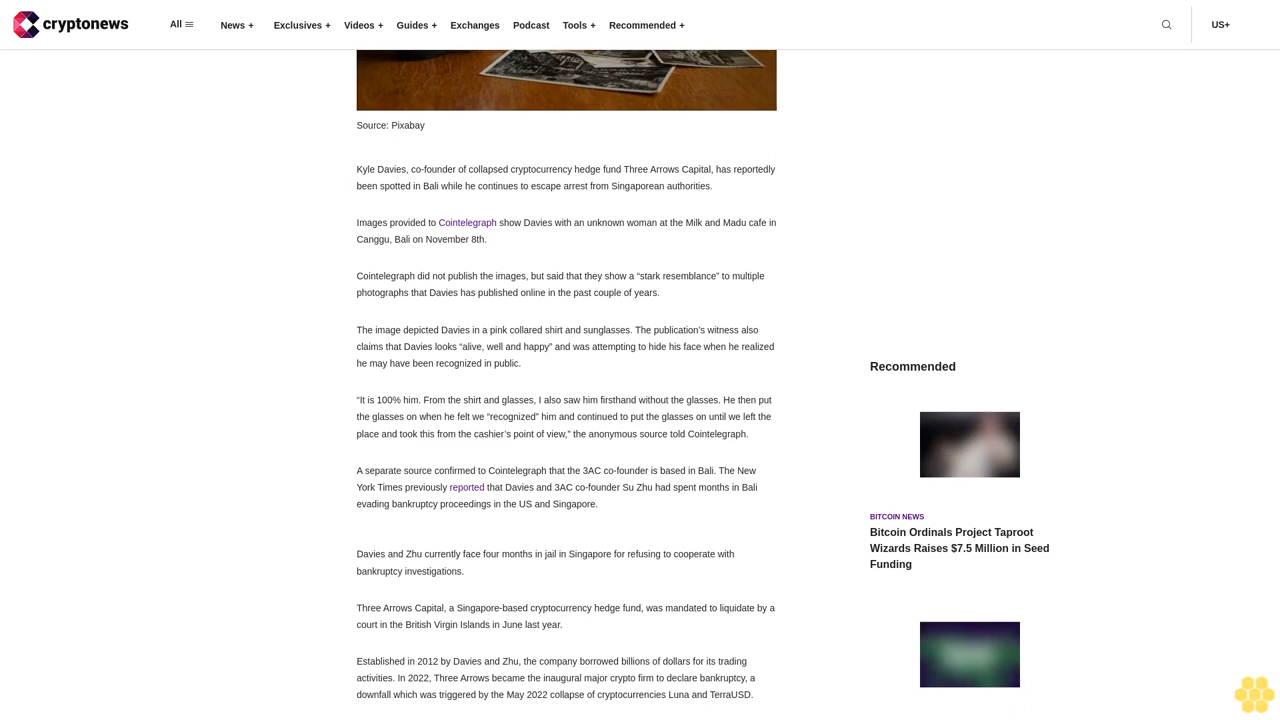 cryptonews
All
News +
Exclusives +
Videos +
Guides +
Exchanges
Podcast
Tools +
Recommended +
US+
Source: Pixabay
Kyle Davies, co-founder of collapsed cryptocurrency hedge fund Three Arrows Capital, has reportedly
been spotted in Bali while he continues to escape arrest from Singaporean authorities.
Images provided to Cointelegraph show Davies with an unknown woman at the Milk and Madu cafe in
Canggu, Bali on November 8th.
Cointelegraph did not publish the images, but said that they show a “stark resemblance” to multiple
photographs that Davies has published online in the past couple of years.
The image depicted Davies in a pink collared shirt and sunglasses. The publication’s witness also
claims that Davies looks “alive, well and happy” and was attempting to hide his face when he realized
he may have been recognized in public.
“It is 100% him. From the shirt and glasses, I also saw him firsthand without the glasses. He then put
the glasses on when he felt we “recognized” him and continued to put the glasses on until we left the
place and took this from the cashier’s point of view,” the anonymous source told Cointelegraph.
A separate source confirmed to Cointelegraph that the 3AC co-founder is based in Bali. The New
York Times previously reported that Davies and 3AC co-founder Su Zhu had spent months in Bali
evading bankruptcy proceedings in the US and Singapore.
Davies and Zhu currently face four months in jail in Singapore for refusing to cooperate with
bankruptcy investigations.
Three Arrows Capital, a Singapore-based cryptocurrency hedge fund, was mandated to liquidate by a
court in the British Virgin Islands in June last year.
Established in 2012 by Davies and Zhu, the company borrowed billions of dollars for its trading
activities. In 2022, Three Arrows became the inaugural major crypto firm to declare bankruptcy, a
downfall which was triggered by the May 2022 collapse of cryptocurrencies Luna and TerraUSD.
Recommended
BITCOIN NEWS
Bitcoin Ordinals Project Taproot
Wizards Raises $7.5 Million in Seed
Funding